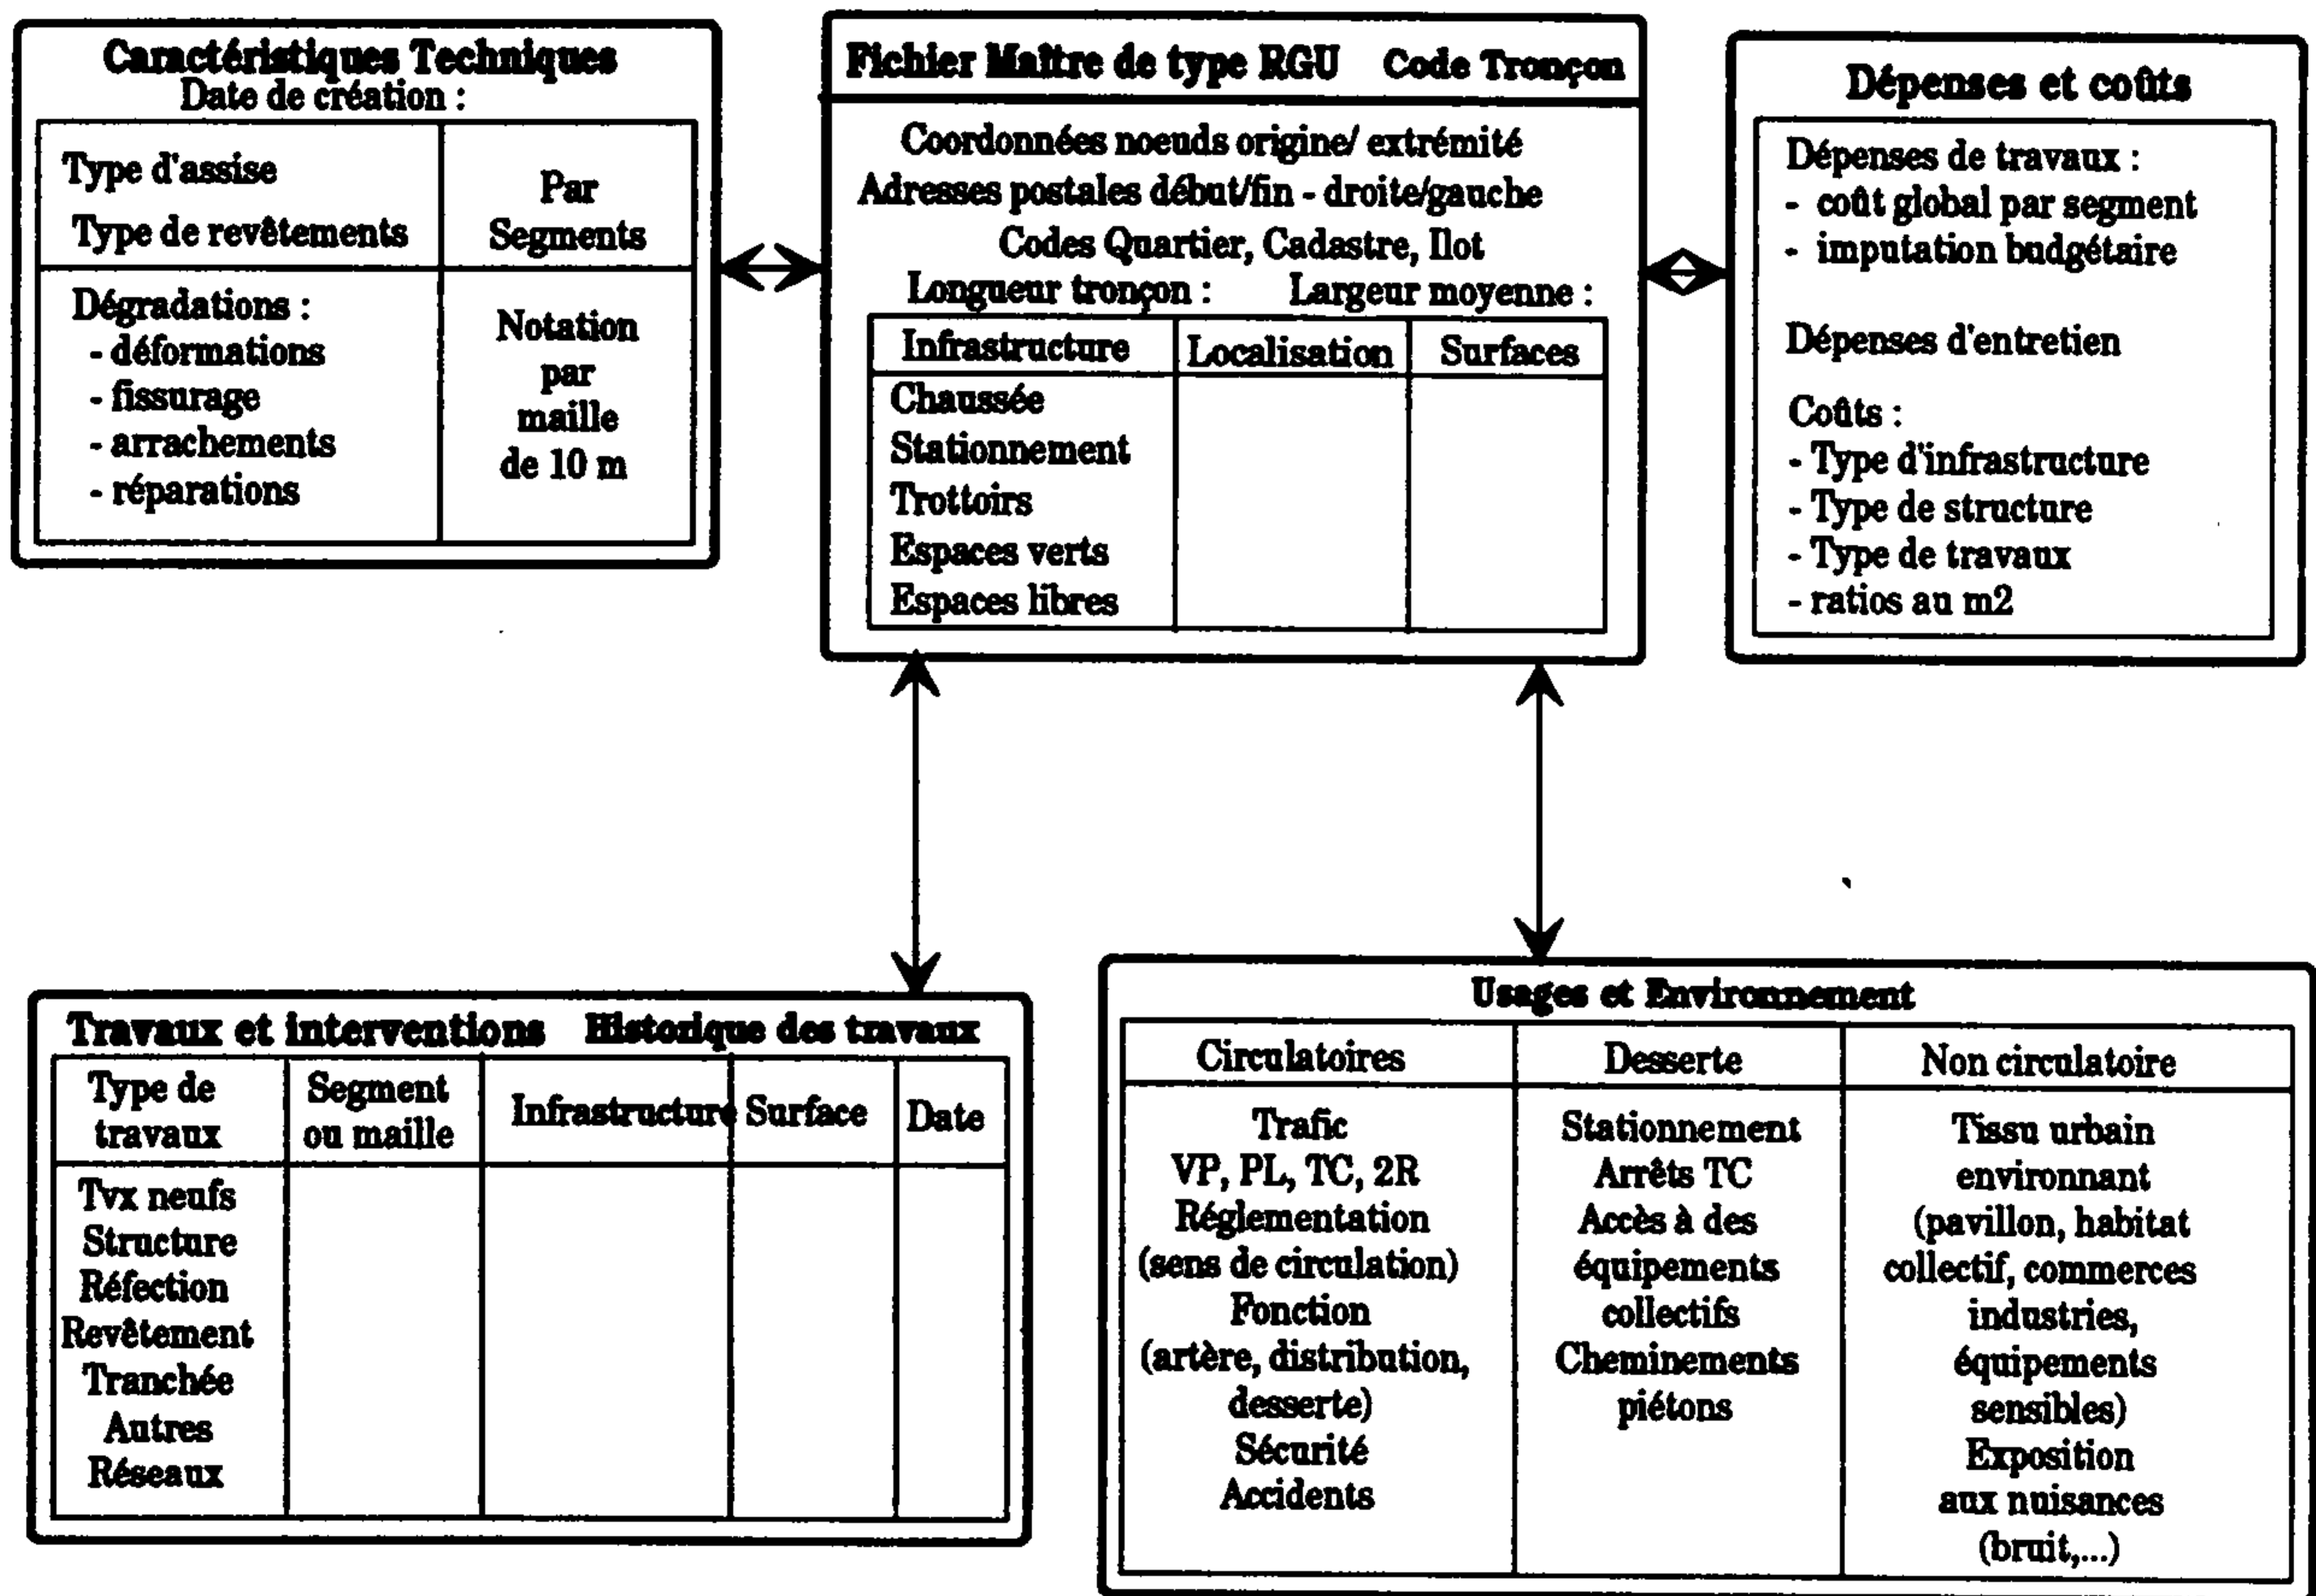 Caractéristiques Techniques
Date de création :
Type d'assise
Type de revêtements
Par
Segments
Dégradations :
- déformations
- fissurage
- arrachements
- réparations
Notation
par
maille
de 10 m
Fichier Maître de type RGU Code Tronçon
Coordonnées noeuds origine/ extrémité
Adresses postales début/fin - droite/gauche
Codes Quartier, Cadastre, Ilot
Longueur tronçon : Largeur moyenne :
Infrastructure Localisation Surfaces
Chaussée
Stationnement
Trottoirs
Espaces verts
Espaces libres
Dépenses et coûts
Dépenses de travaux :
- coût global par segment
- imputation budgétaire
Dépenses d'entretien
Coûts :
- Type d'infrastructure
- Type de structure
- Type de travaux
- ratios au m2
Travaux et interventions Historique des travaux
Type de
travaux
Segment
ou maille
Infrastructure
Surface
Date
Tvx neufs
Structure
Réfection
Revêtement
Tranchée
Autres
Réseaux
Usages et Environnement
Circulatoires
Desserte
Non circulatoire
Trafic
VP, PL, TC, 2R
Réglementation
(sens de circulation)
Fonction
(artère, distribution,
desserte)
Sécurité
Accidents
Stationnement
Arrêts TC
Accès à des
équipements
collectifs
Cheminements
piétons
Tissu urbain
environnant
(pavillon, habitat
collectif, commerces
industries,
équipements
sensibles)
Exposition
aux nuisances
(bruit,...)